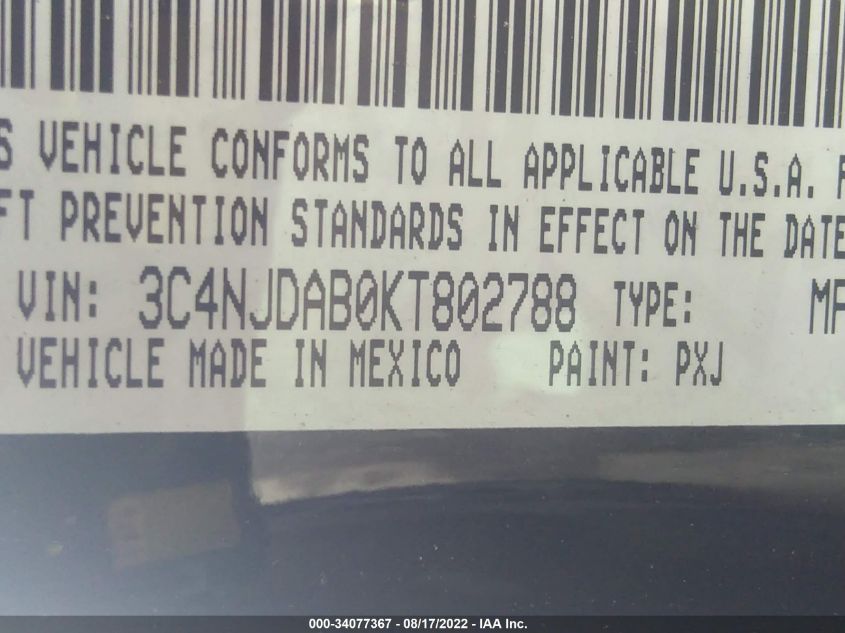 VEHICLE CONFORMS TO ALL APPLICABLE U.S.A.
PREVENTION STANDARDS IN EFFECT ON THE DATE
VIN: 3C4NJDAB0KT802788 TYPE:
VEHICLE MADE IN MEXICO PAINT: PXJ
000-34077367 - 08/17/2022 - IAA Inc.